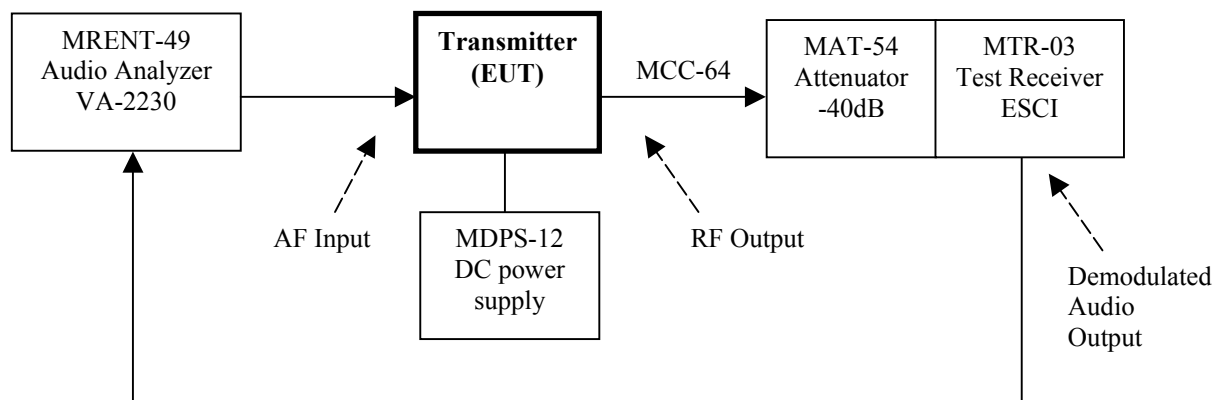 MRENT-49
Audio Analyzer
VA-2230
Transmitter
(EUT)
MCC-64
MAT-54
Attenuator
-40dB
MTR-03
Test Receiver
ESCI
AF Input
MDPS-12
DC power
supply
RF Output
Demodulated
Audio
Output